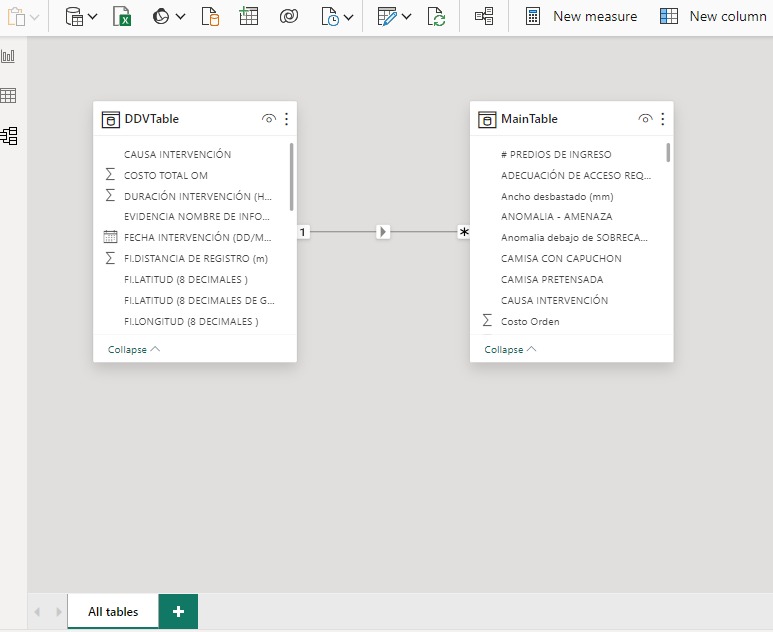 New measure
New column
DDVTable
CAUSA INTERVENCIÓN
COSTO TOTAL OM
DURACIÓN INTERVENCIÓN (H...
EVIDENCIA NOMBRE DE INFO...
FECHA INTERVENCIÓN (DD/M...
FI.DISTANCIA DE REGISTRO (m)
FI.LATITUD (8 DECIMALES )
FI.LATITUD (8 DECIMALES DE G...
FI.LONGITUD (8 DECIMALES )
Collapse
1
*
MainTable
# PREDIOS DE INGRESO
ADECUACIÓN DE ACCESO REQ...
Ancho desbastado (mm)
ANOMALIA - AMENAZA
Anomalia debajo de SOBRECA...
CAMISA CON CAPUCHON
CAMISA PRETENSADA
CAUSA INTERVENCIÓN
Costo Orden
Collapse
All tables